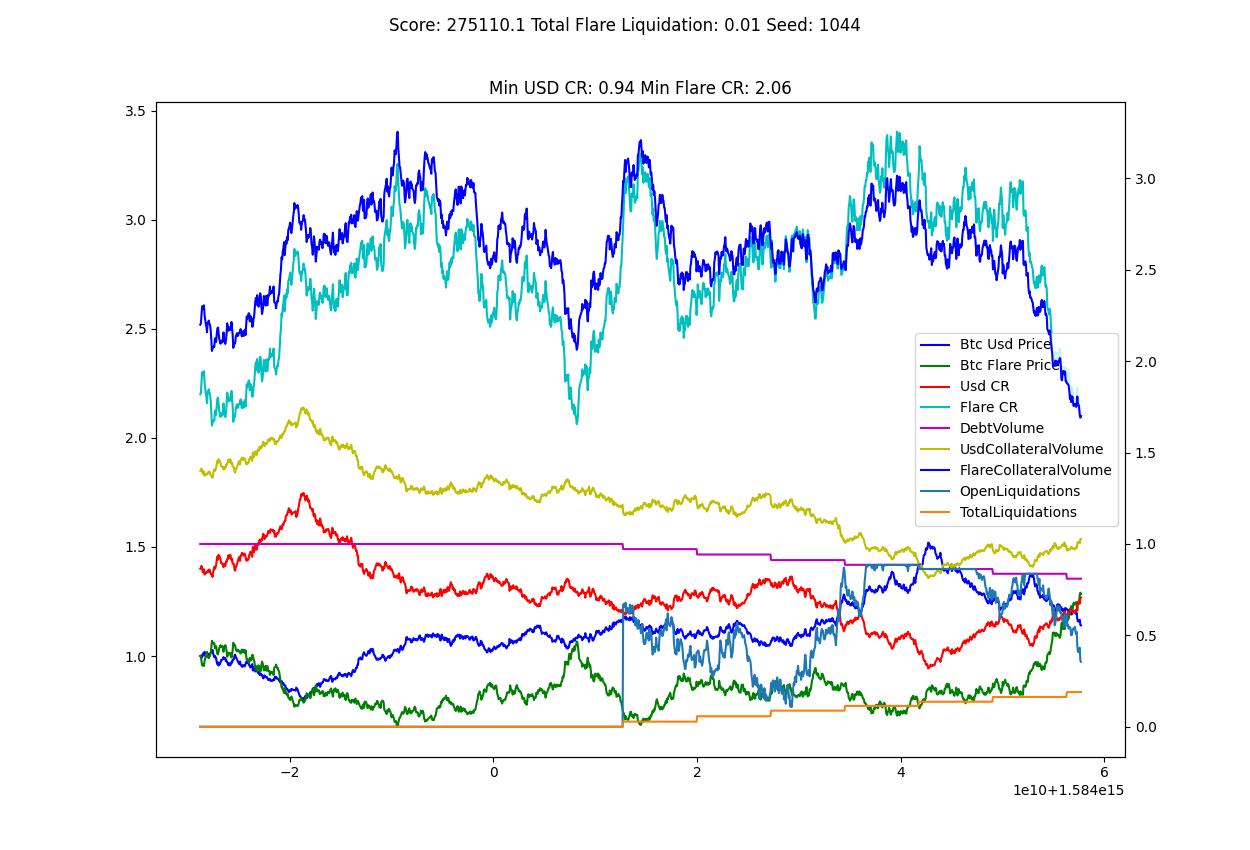 Score: 275110.1 Total Flare Liquidation: 0.01 Seed: 1044
Min USD CR: 0.94 Min Flare CR: 2.06
3.5
3.0
2.5
2.0
1.5
1.0
3.0
2.5
2.0
1.5
1.0
0.5
0.0
Btc Usd Price
Btc Flare Price
Usd CR
Flare CR
DebtVolume
UsdCollateralVolume
FlareCollateralVolume
OpenLiquidations
TotalLiquidations
−2
0
2
4
6
1e10+1.584e15